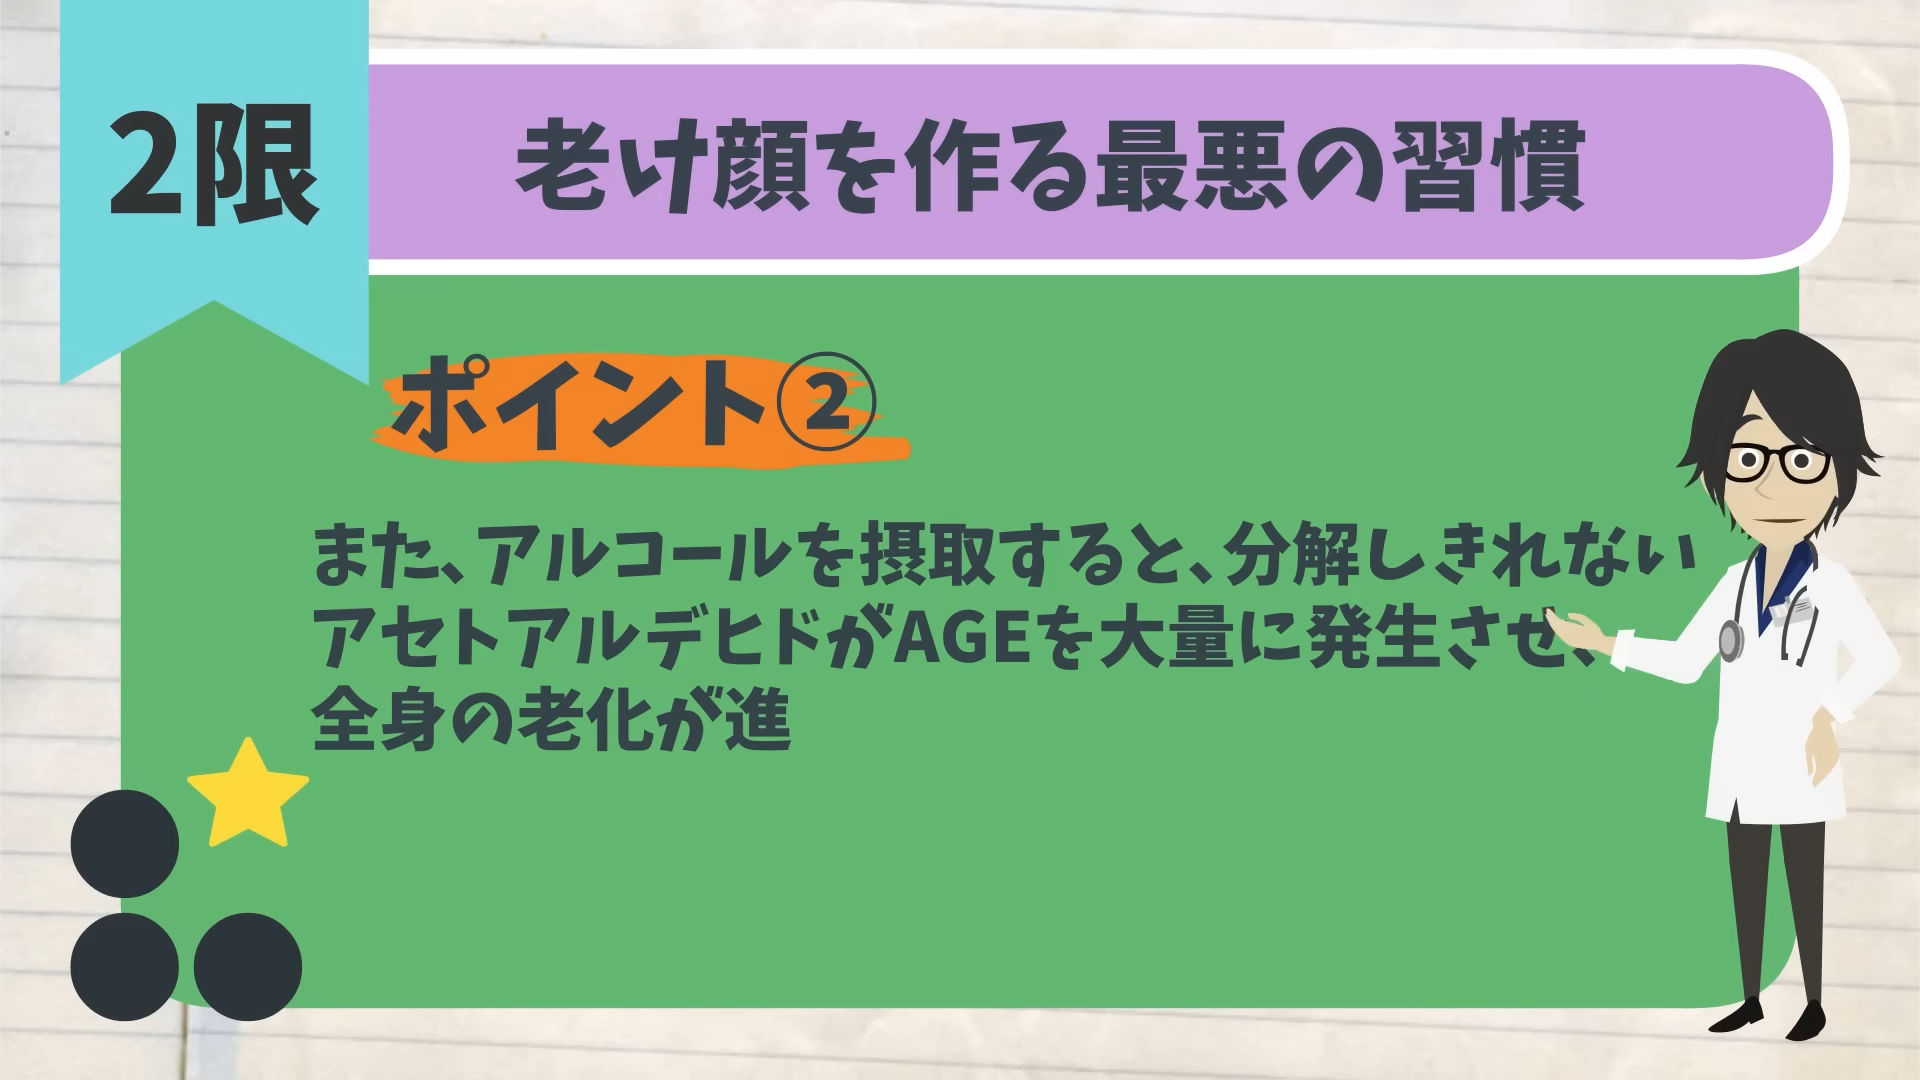 2限
老け顔を作る最悪の習慣
ポイント②
また、アルコールを摂取すると、分解しきれない
アセトアルデヒドがAGEを大量に発生させ、
全身の老化が進